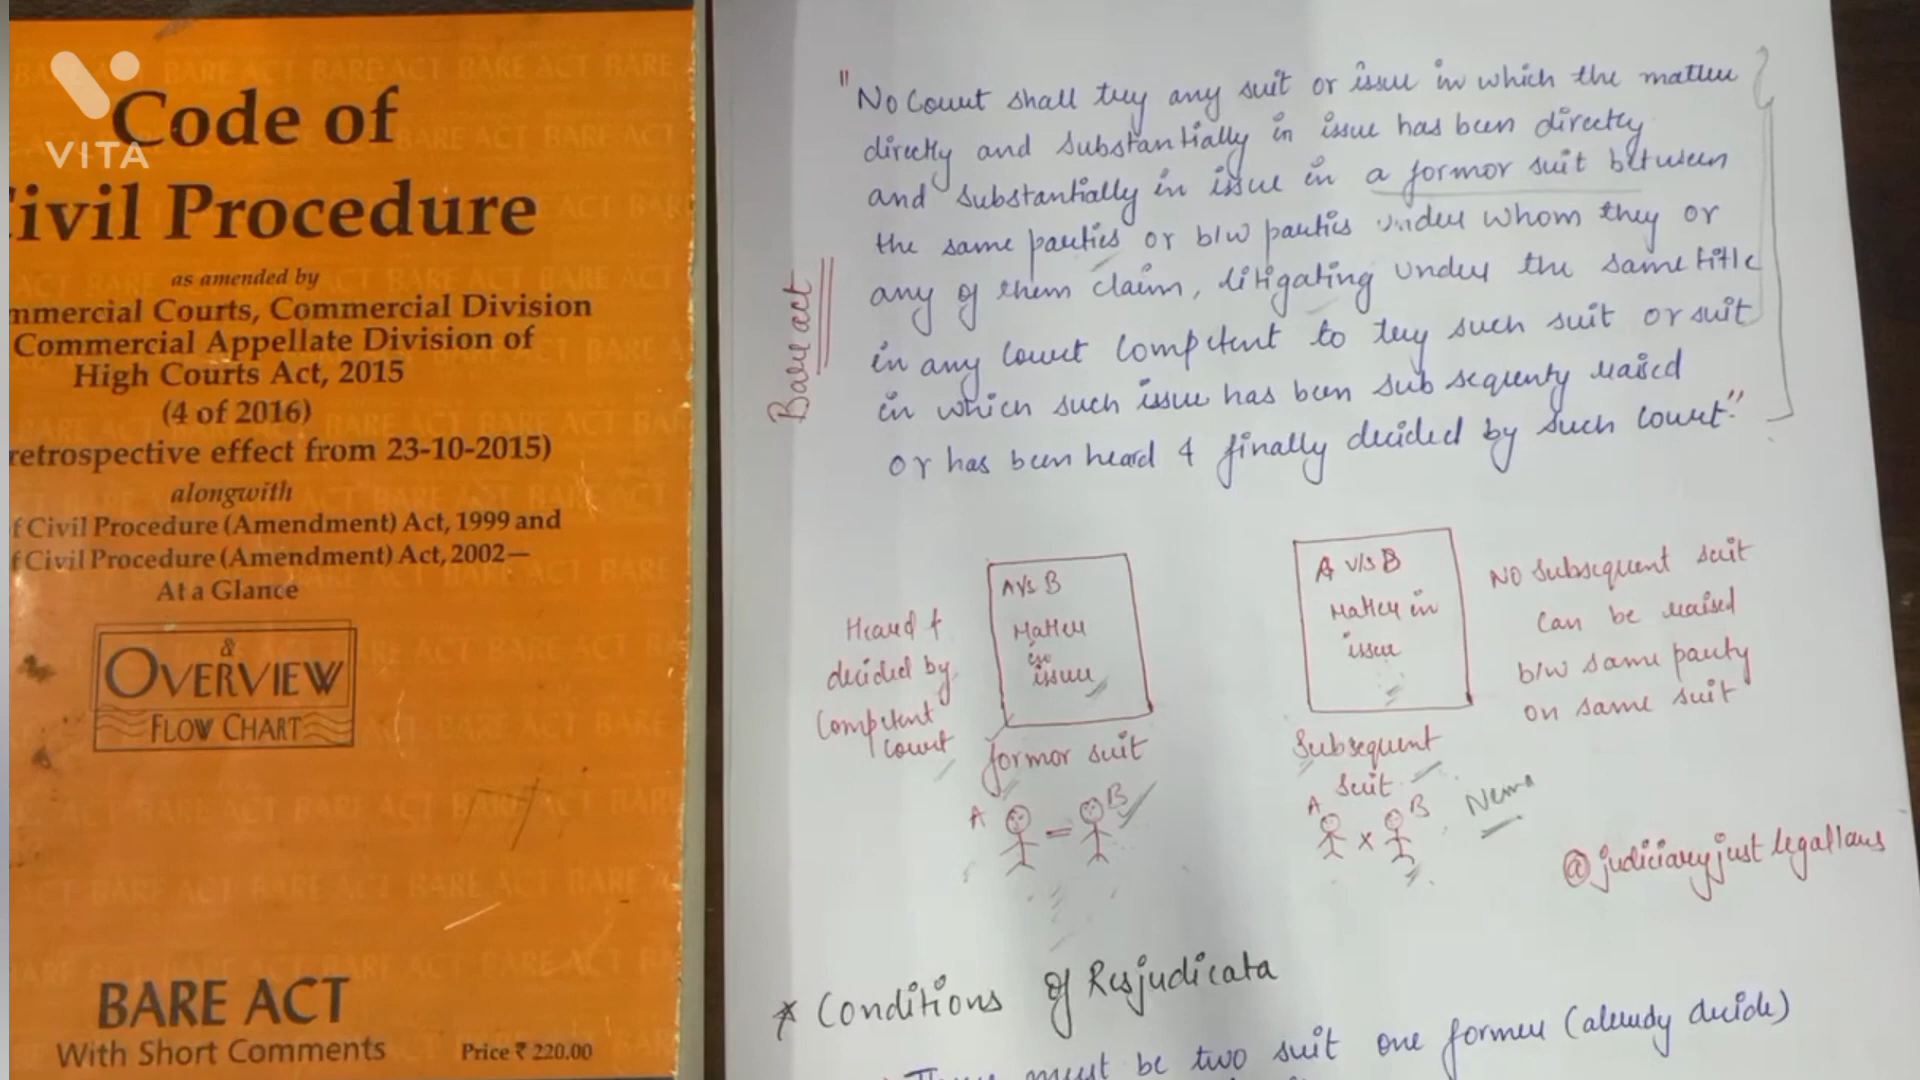 VITA
Code of
ivil Procedure
as amended by
mmercial Courts, Commercial Division
Commercial Appellate Division of
High Courts Act, 2015
(4 of 2016)
retrospective effect from 23-10-2015)
alongwith
f Civil Procedure (Amendment) Act, 1999 and
f Civil Procedure (Amendment) Act, 2002—
At a Glance
&
OVERVIEW
FLOW CHART
BARE ACT
With Short Comments
Price ₹ 220.00
"No Court shall try any suit or issue in which the matter
directly and substantially in issue has been directly
and substantially in issue in a formor suit between
the same parties or b/w parties under whom they or
any of them claim, litigating under the same title
in any Court Competent to try such suit or suit
in which such issue has been subsequenty raised
or has been heard & finally decided by such Court"
Bare act
Heard &
decided by
Competent
court
A v/s B
Matter
in
issue
formor suit
A = B
A v/s B
Matter in
issue
Subsequent
suit
A x B
No subsequent suit
can be raised
b/w same party
on same suit
@judiciaryjustlegallaws
* Conditions of Resjudicata
There must be two suit one former (already decide)